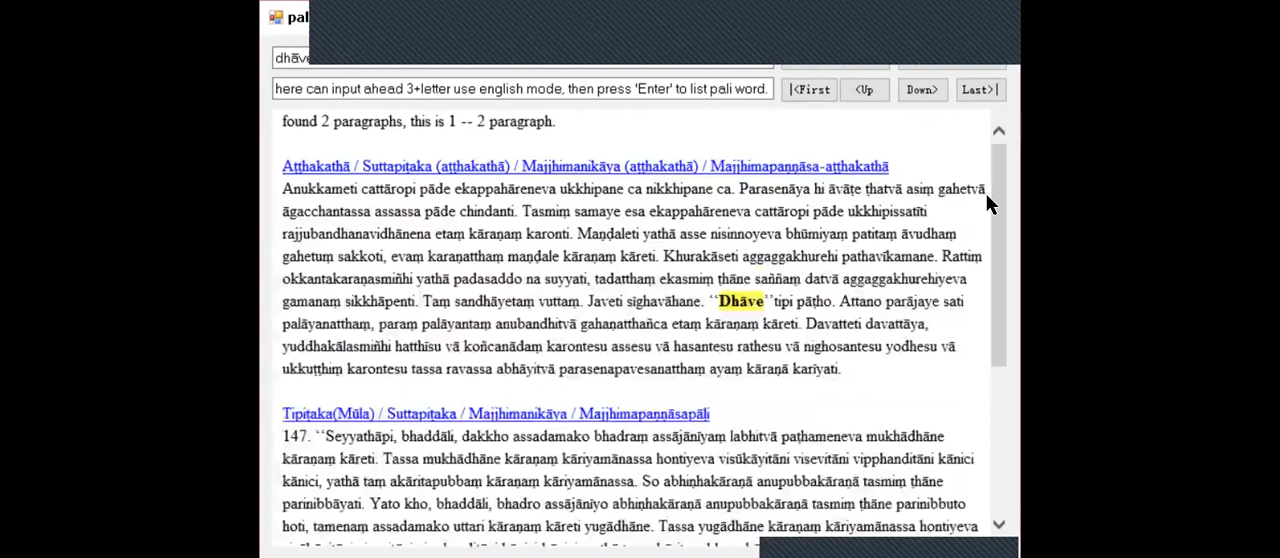 pali
dhāve
here can input ahead 3+letter use english mode, then press 'Enter' to list pali word.
|<First
<Up
Down>
Last>|
found 2 paragraphs, this is 1 -- 2 paragraph.
Aṭṭhakathā / Suttapiṭaka (aṭṭhakathā) / Majjhimanikāya (aṭṭhakathā) / Majjhimapaṇṇāsa-aṭṭhakathā
Anukkameti cattāropi pāde ekappahāreneva ukkhipane ca nikkhipane ca. Parasenāya hi āvāṭe ṭhatvā asiṃ gahetvā
āgacchantassa assassa pāde chindanti. Tasmiṃ samaye esa ekappahāreneva cattāropi pāde ukkhipissatīti
rajjubandhanavidhānena etaṃ kāraṇaṃ karonti. Maṇḍaleti yathā asse nisinnoyeva bhūmiyaṃ patitaṃ āvudhaṃ
gahetuṃ sakkoti, evaṃ karaṇatthaṃ maṇḍale kāraṇaṃ kāreti. Khurakāseti aggaggakhurehi pathavīkamane. Rattiṃ
okkantakaraṇasmiñhi yathā padasaddo na suyyati, tadatthaṃ ekasmiṃ ṭhāne saññaṃ datvā aggaggakhurehiyeva
gamanaṃ sikkhāpenti. Taṃ sandhāyetaṃ vuttaṃ. Javeti sīghavāhane. ‘‘Dhāve’’tipi pāṭho. Attano parājaye sati
palāyanatthaṃ, paraṃ palāyantaṃ anubandhitvā gahaṇatthañca etaṃ kāraṇaṃ kāreti. Davatteti davattāya,
yuddhakālasmiñhi hatthīsu vā koñcanādaṃ karontesu assesu vā hasantesu rathesu vā nighosantesu yodhesu vā
ukkuṭṭhiṃ karontesu tassa ravassa abhāyitvā parasenapavesanatthaṃ ayaṃ kāraṇā karīyati.
Tipiṭaka(Mūla) / Suttapiṭaka / Majjhimanikāya / Majjhimapaṇṇāsapāḷi
147. ‘‘Seyyathāpi, bhaddāli, dakkho assadamako bhadraṃ assājānīyaṃ labhitvā paṭhameneva mukhādhāne
kāraṇaṃ kāreti. Tassa mukhādhāne kāraṇaṃ kāriyamānassa hontiyeva visūkāyitāni visevitāni vipphanditāni kānici
kānici, yathā taṃ akāritapubbaṃ kāraṇaṃ kāriyamānassa. So abhiṇhakāraṇā anupubbakāraṇā tasmiṃ ṭhāne
parinibbāyati. Yato kho, bhaddāli, bhadro assājānīyo abhiṇhakāraṇā anupubbakāraṇā tasmiṃ ṭhāne parinibbuto
hoti, tamenaṃ assadamako uttari kāraṇaṃ kāreti yugādhāne. Tassa yugādhāne kāraṇaṃ kāriyamānassa hontiyeva